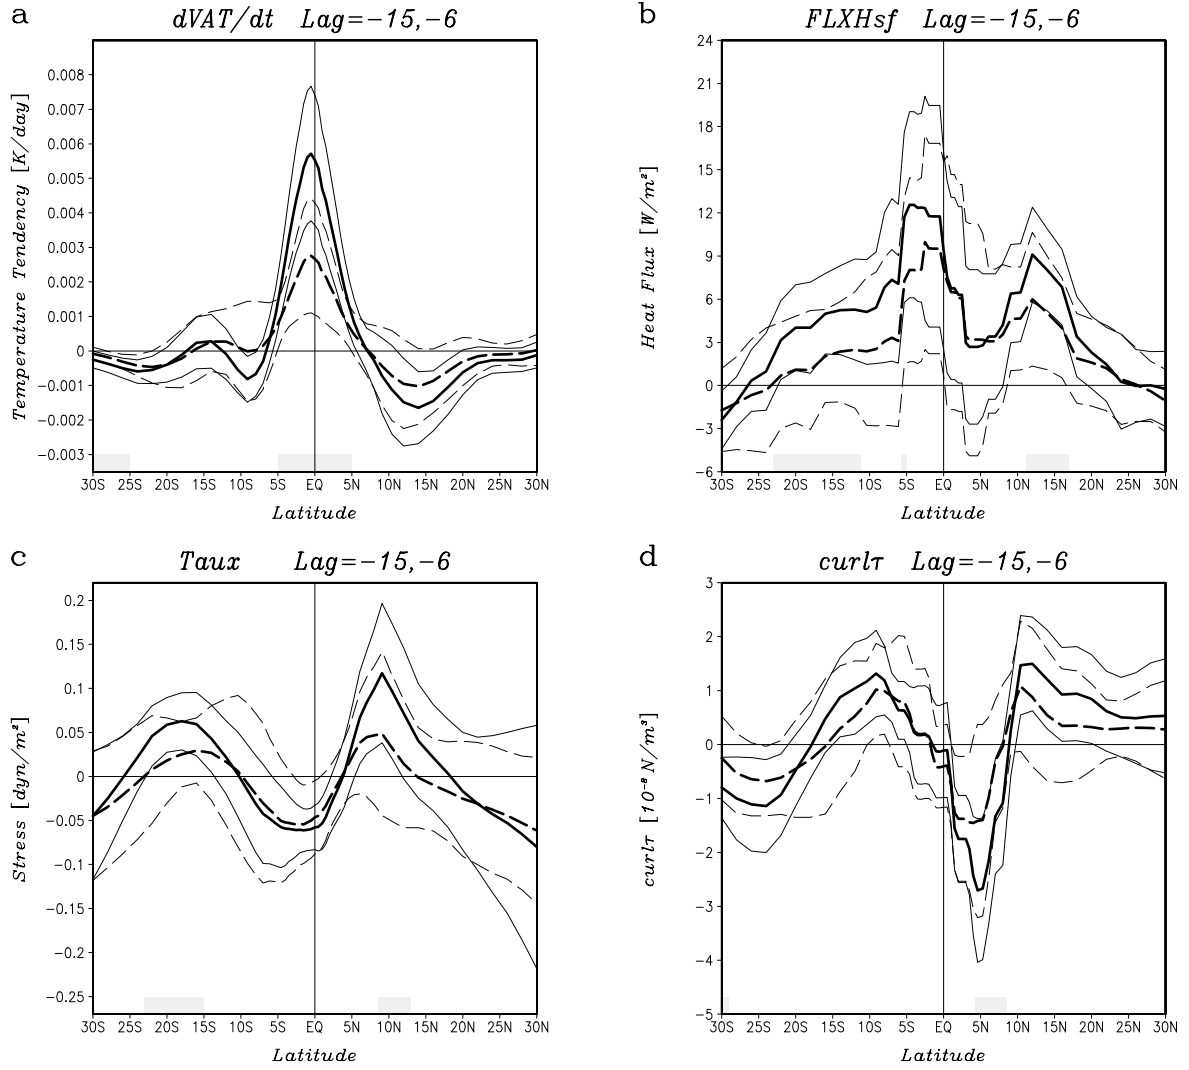 a
dVAT/dt Lag=−15,−6
Temperature Tendency [K/day]
0.008
0.007
0.006
0.005
0.004
0.003
0.002
0.001
0
−0.001
−0.002
−0.003
30S 25S 20S 15S 10S 5S EQ 5N 10N 15N 20N 25N 30N
Latitude
b
FLXHsf Lag=−15,−6
Heat Flux [W/m²]
24
21
18
15
12
9
6
3
0
−3
−6
30S 25S 20S 15S 10S 5S EQ 5N 10N 15N 20N 25N 30N
Latitude
c
Taux Lag=−15,−6
Stress [dyn/m²]
0.2
0.15
0.1
0.05
0
−0.05
−0.1
−0.15
−0.2
−0.25
30S 25S 20S 15S 10S 5S EQ 5N 10N 15N 20N 25N 30N
Latitude
d
curlτ Lag=−15,−6
curlτ [10⁻⁸ N/m³]
3
2
1
0
−1
−2
−3
−4
−5
30S 25S 20S 15S 10S 5S EQ 5N 10N 15N 20N 25N 30N
Latitude